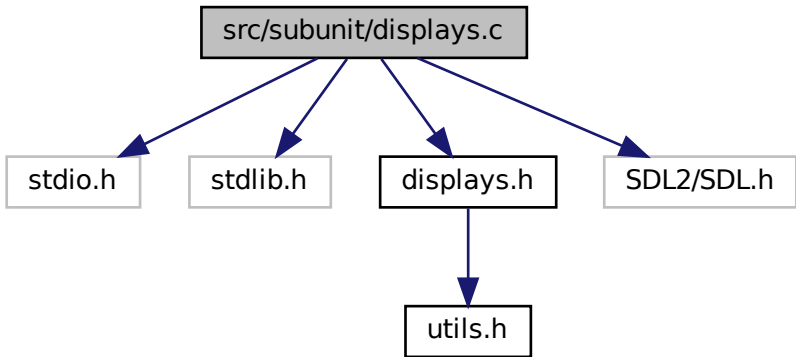 src/subunit/displays.c
stdio.h
stdlib.h
displays.h
SDL2/SDL.h
utils.h